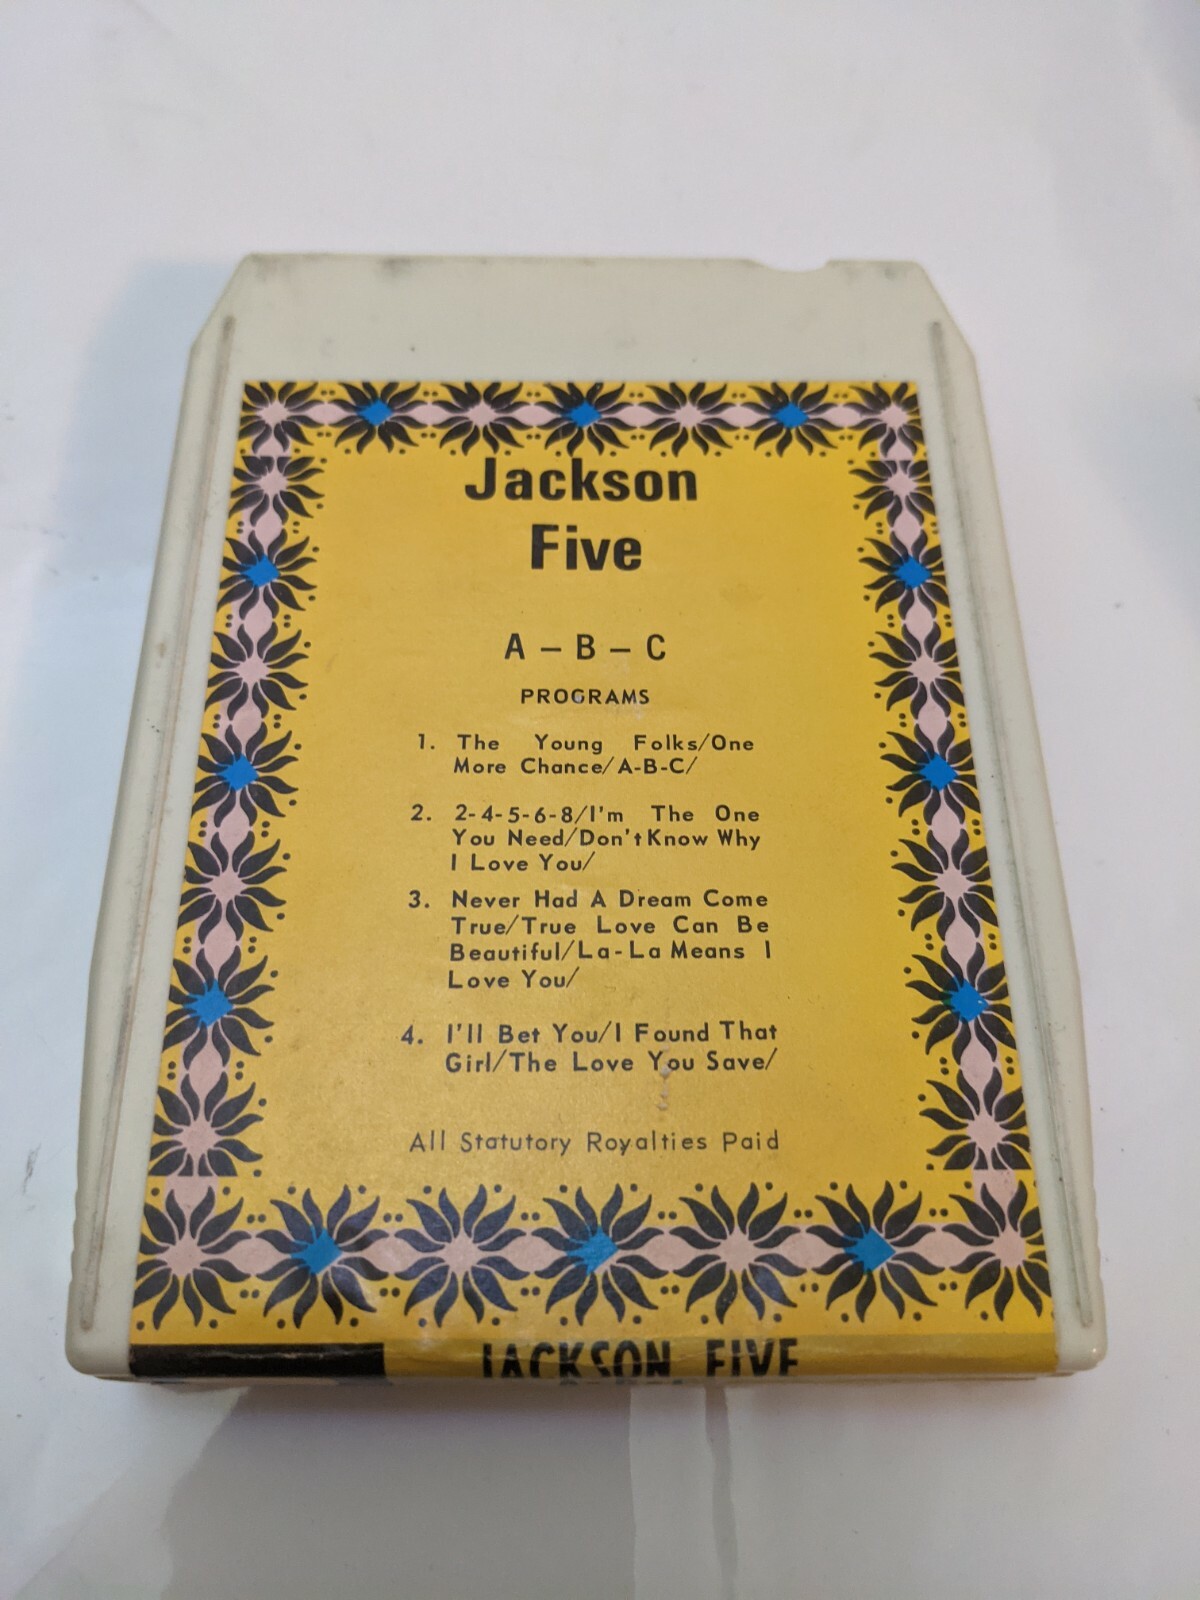 Jackson
Five
A – B – C
PROGRAMS
1. The Young Folks/One
More Chance/A-B-C/
2. 2-4-5-6-8/I'm The One
You Need/Don't Know Why
I Love You/
3. Never Had A Dream Come
True/True Love Can Be
Beautiful/La-La Means I
Love You/
4. I'll Bet You/I Found That
Girl/The Love You Save/
All Statutory Royalties Paid
JACKSON FIVE